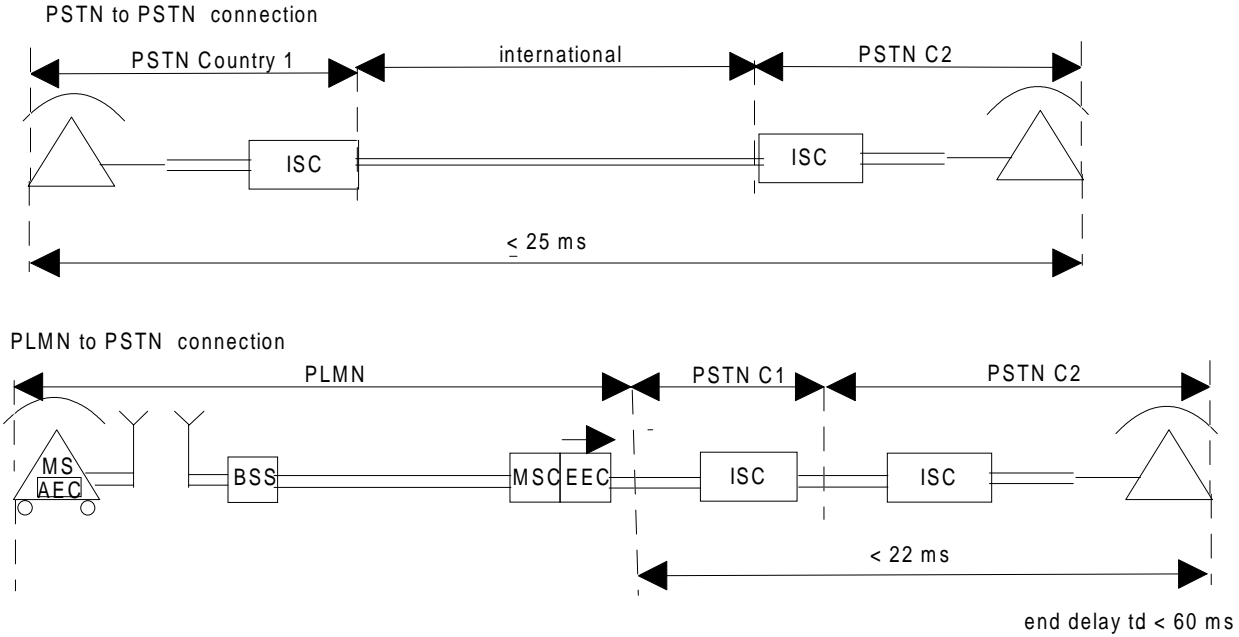 PSTN to PSTN connection
PSTN Country 1
international
PSTN C2
ISC
ISC
≤ 25 ms
PLMN to PSTN connection
PLMN
PSTN C1
PSTN C2
MS
AEC
BSS
MSC
EEC
ISC
ISC
< 22 ms
end delay td < 60 ms